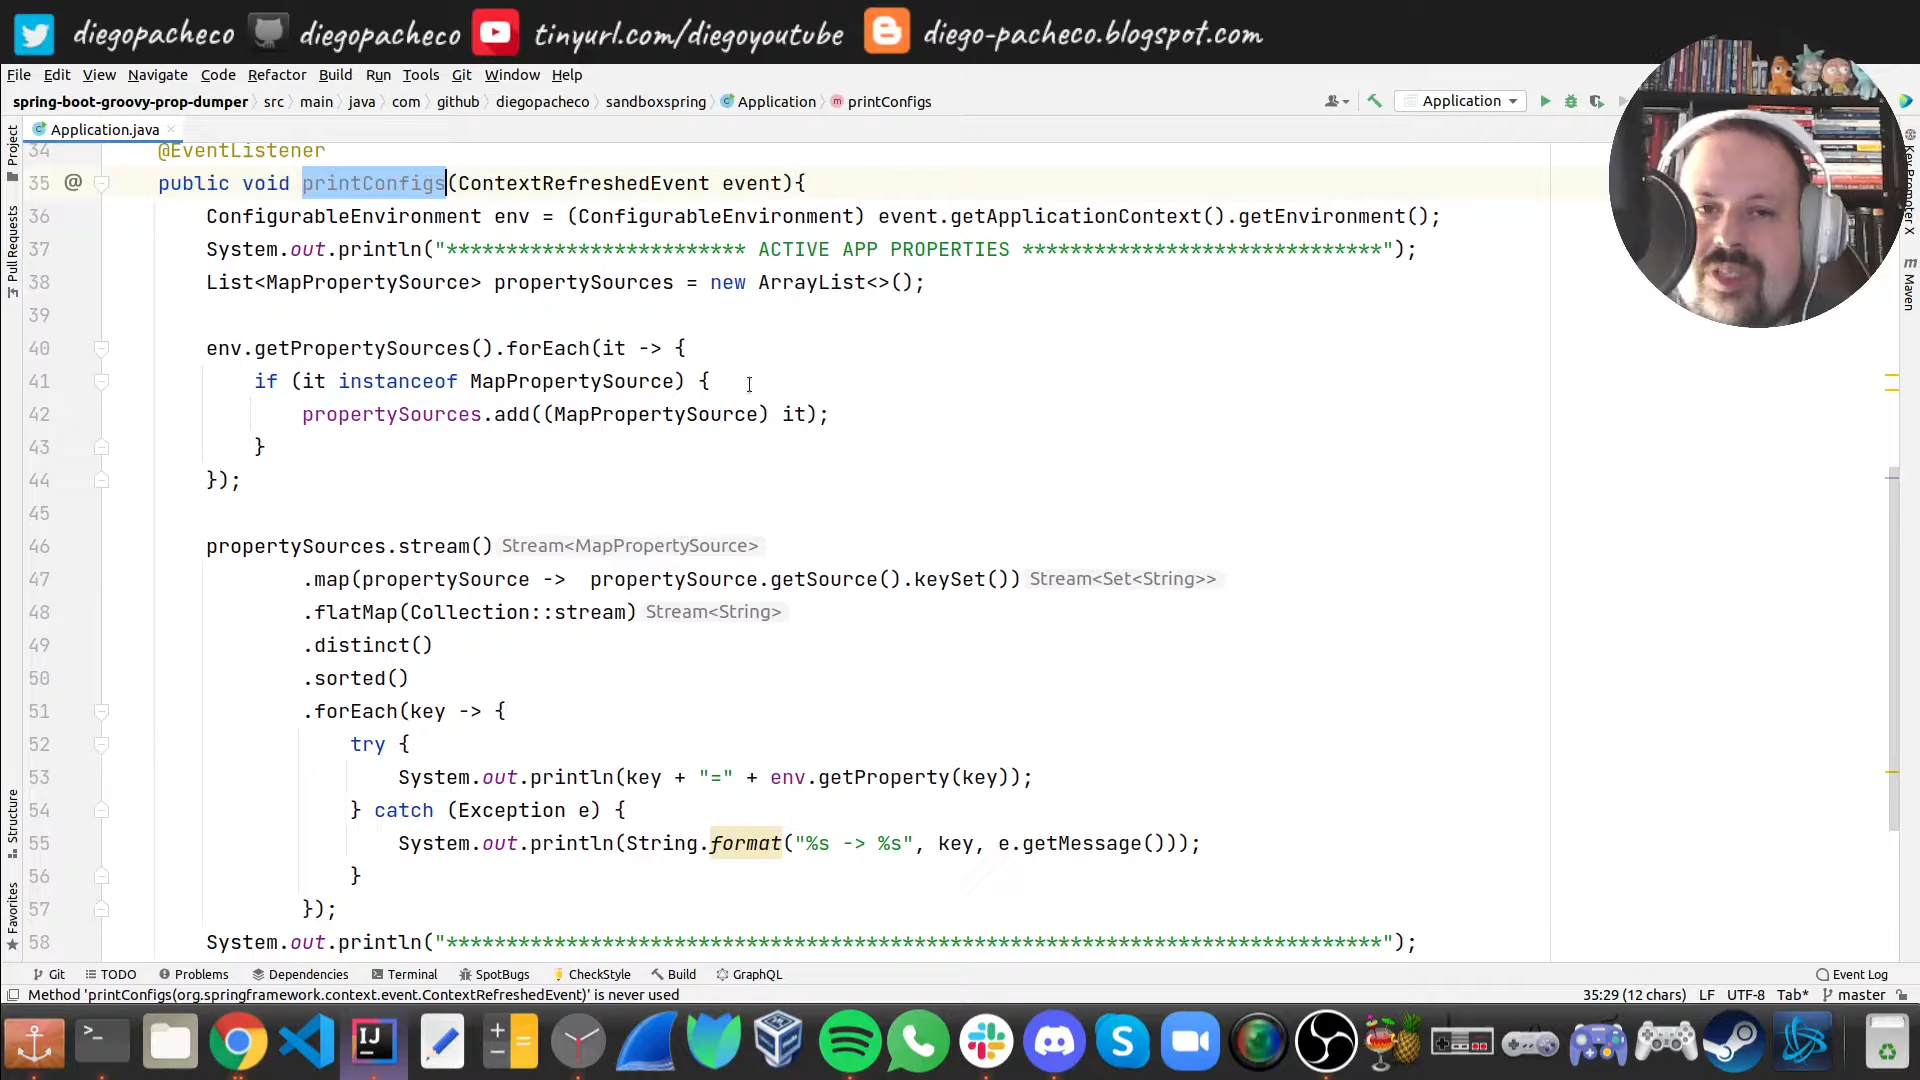 diegopacheco diegopacheco tinyurl.com/diegoyoutube diego-pacheco.blogspot.com
File Edit View Navigate Code Refactor Build Run Tools Git Window Help
spring-boot-groovy-prop-dumper src main java com github diegopacheco sandboxspring Application printConfigs
Application
Application.java
34 @EventListener
35 @ public void printConfigs(ContextRefreshedEvent event){
36 ConfigurableEnvironment env = (ConfigurableEnvironment) event.getApplicationContext().getEnvironment();
37 System.out.println("************************* ACTIVE APP PROPERTIES ******************************");
38 List<MapPropertySource> propertySources = new ArrayList<>();
39
40 env.getPropertySources().forEach(it -> {
41 if (it instanceof MapPropertySource) {
42 propertySources.add((MapPropertySource) it);
43 }
44 });
45
46 propertySources.stream() Stream<MapPropertySource>
47 .map(propertySource ->  propertySource.getSource().keySet()) Stream<Set<String>>
48 .flatMap(Collection::stream) Stream<String>
49 .distinct()
50 .sorted()
51 .forEach(key -> {
52 try {
53 System.out.println(key + "=" + env.getProperty(key));
54 } catch (Exception e) {
55 System.out.println(String.format("%s -> %s", key, e.getMessage()));
56 }
57 });
58 System.out.println("******************************************************************************");
Project
Pull Requests
Structure
Favorites
Key Promoter X
Maven
Git TODO Problems Dependencies Terminal SpotBugs CheckStyle Build GraphQL Event Log
Method 'printConfigs(org.springframework.context.event.ContextRefreshedEvent)' is never used 35:29 (12 chars) LF UTF-8 Tab* master